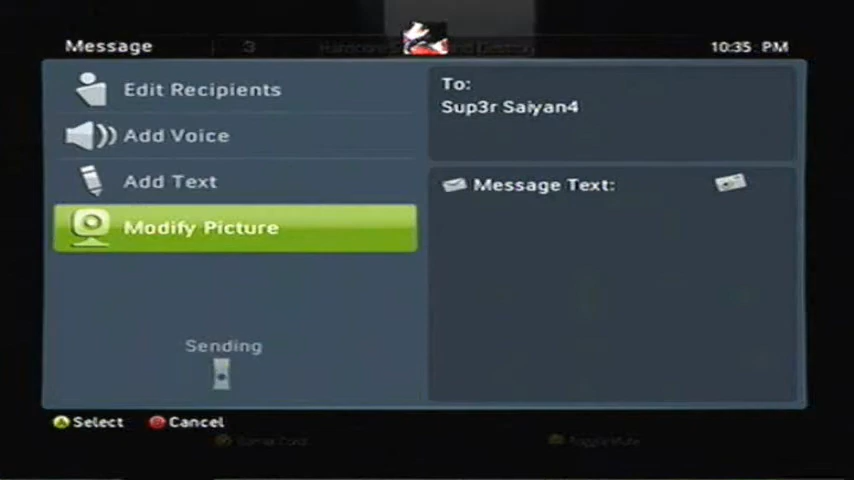 Message
3
10:35 PM
Edit Recipients
Add Voice
Add Text
Modify Picture
Sending
To:
Sup3r Saiyan4
Message Text:
Select
Cancel